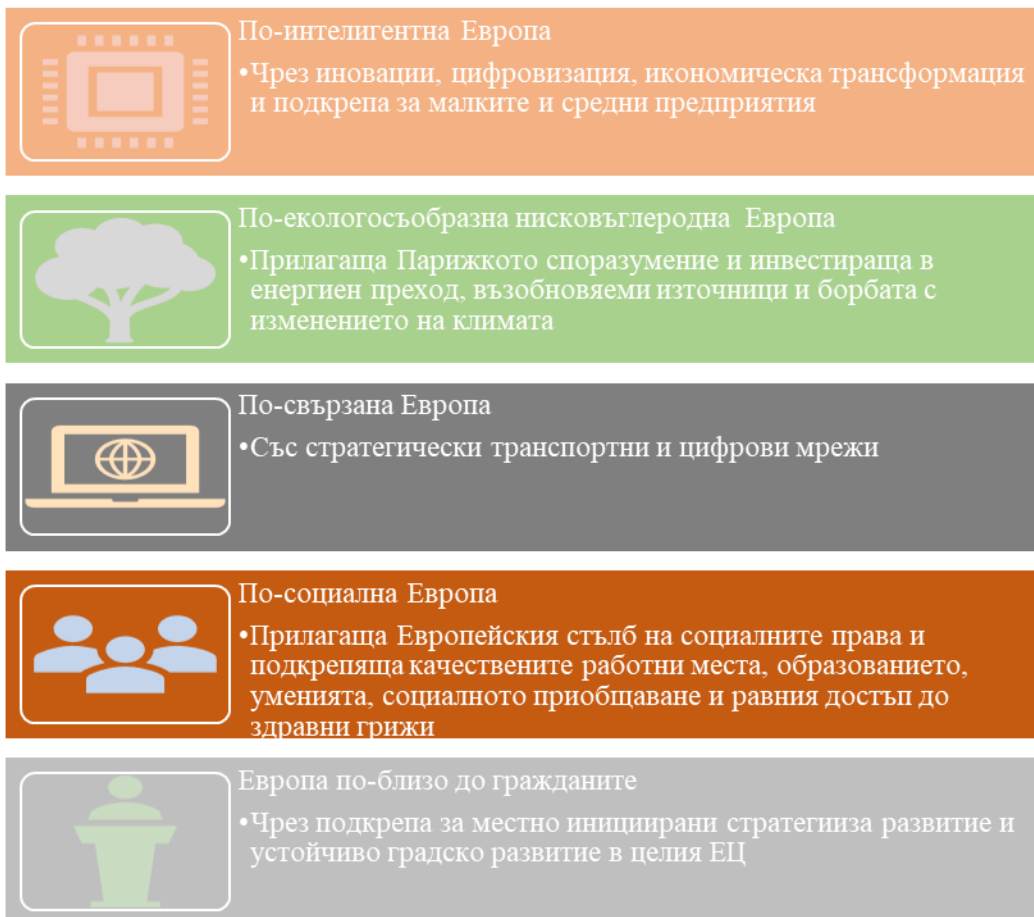 По-интелигентна Европа
•Чрез иновации, цифровизация, икономическа трансформация
и подкрепа за малките и средни предприятия
По-екологосъобразна нисковъглеродна Европа
•Прилагаща Парижкото споразумение и инвестираща в
енергиен преход, възобновяеми източници и борбата с
изменението на климата
По-свързана Европа
•Със стратегически транспортни и цифрови мрежи
По-социална Европа
•Прилагаща Европейския стълб на социалните права и
подкрепяща качествените работни места, образованието,
уменията, социалното приобщаване и равния достъп до
здравни грижи
Европа по-близо до гражданите
•Чрез подкрепа за местно инициирани стратегииза развитие и
устойчиво градско развитие в целия ЕЦ